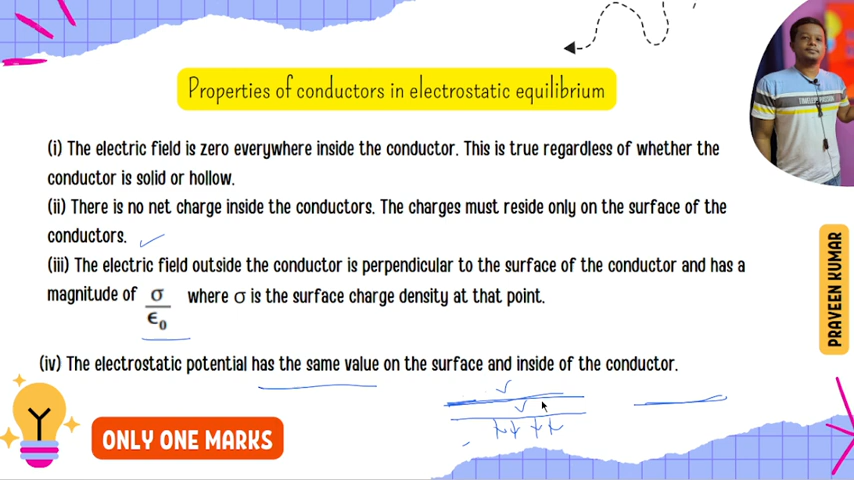 Properties of conductors in electrostatic equilibrium
(i) The electric field is zero everywhere inside the conductor. This is true regardless of whether the
conductor is solid or hollow.
(ii) There is no net charge inside the conductors. The charges must reside only on the surface of the
conductors.
(iii) The electric field outside the conductor is perpendicular to the surface of the conductor and has a
magnitude of σ/ϵ₀ where σ is the surface charge density at that point.
(iv) The electrostatic potential has the same value on the surface and inside of the conductor.
ONLY ONE MARKS
PRAVEEN KUMAR